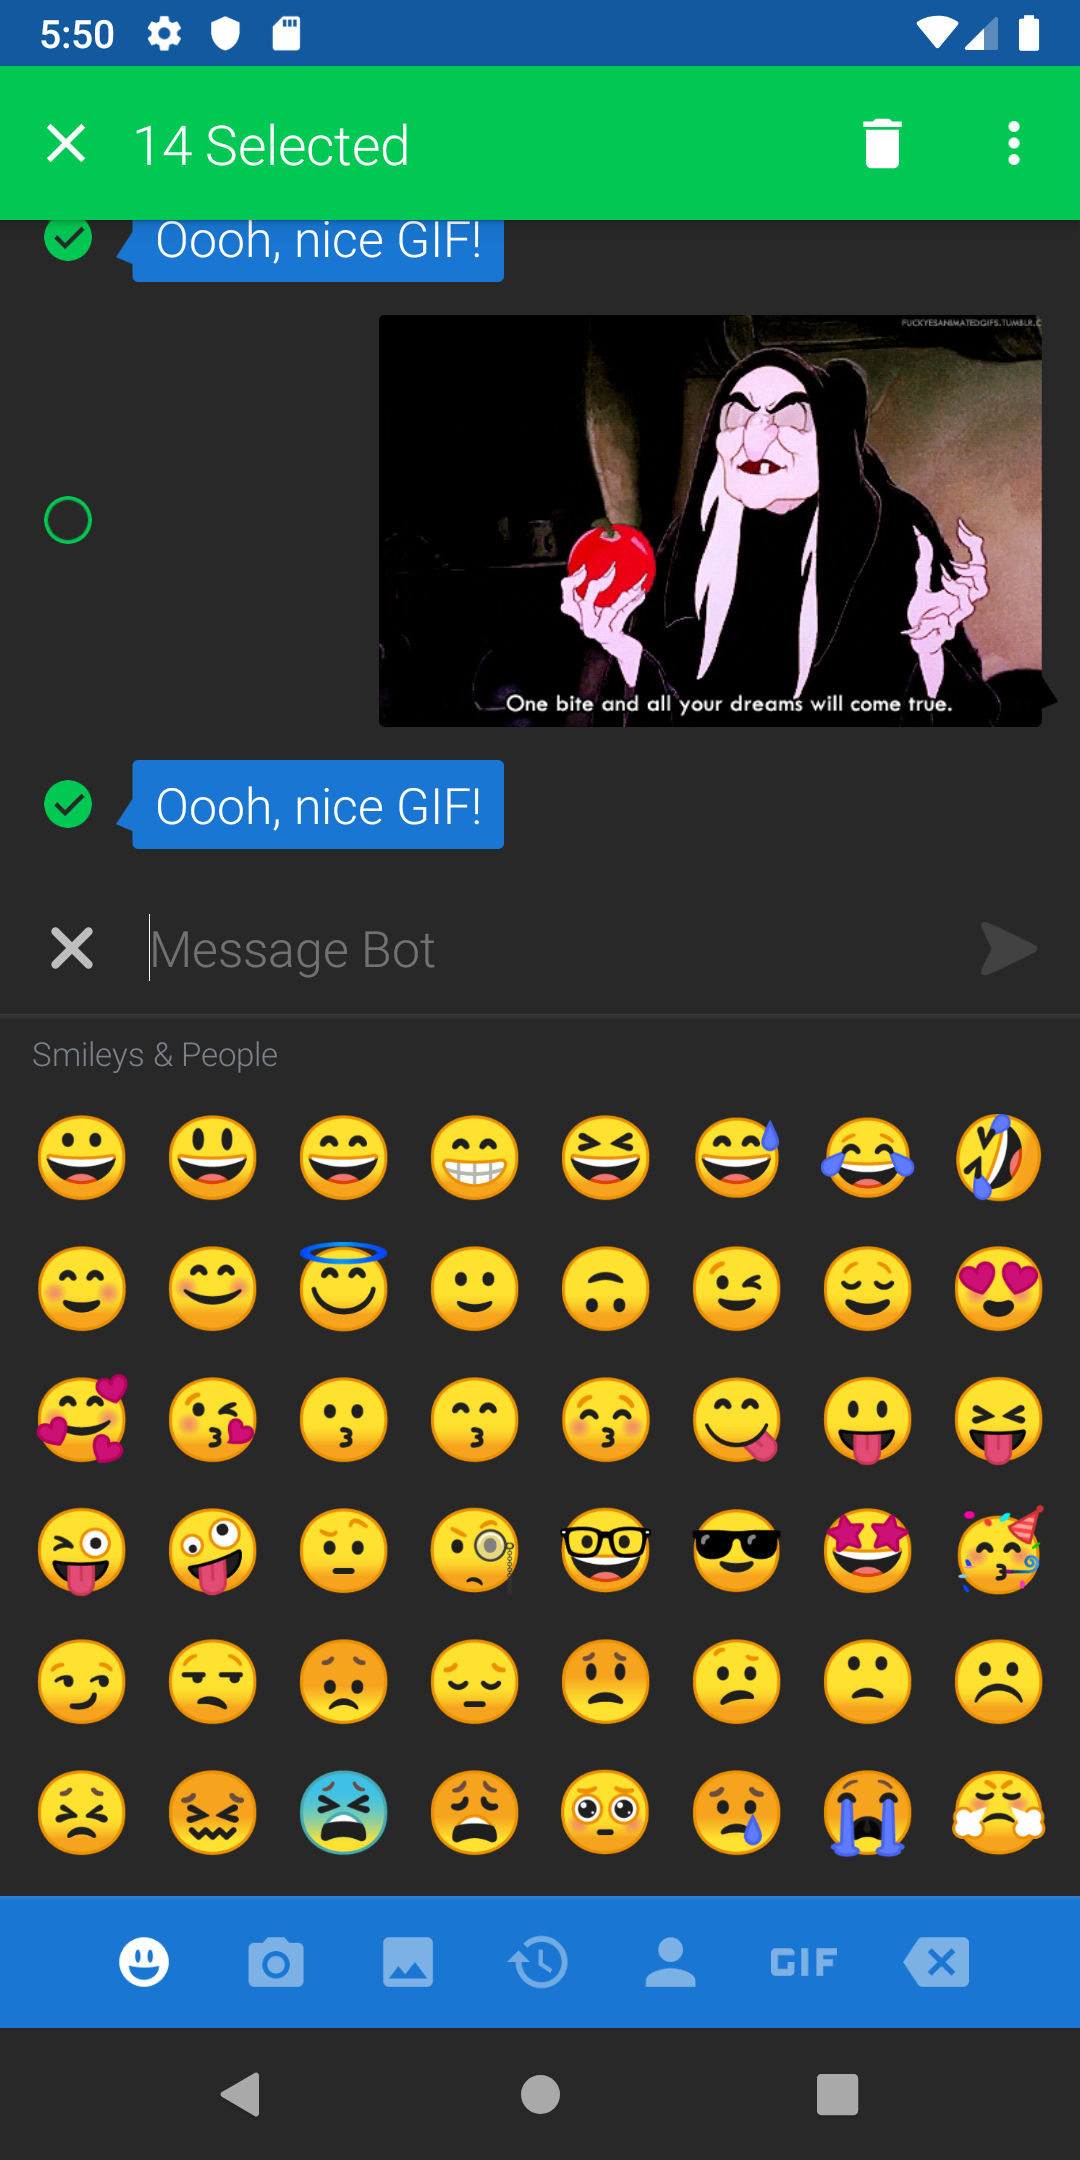 5:50
14 Selected
Oooh, nice GIF!
FUCKYESANIMATEDGIFS.TUMBLR.C
One bite and all your dreams will come true.
Oooh, nice GIF!
Message Bot
Smileys & People
GIF